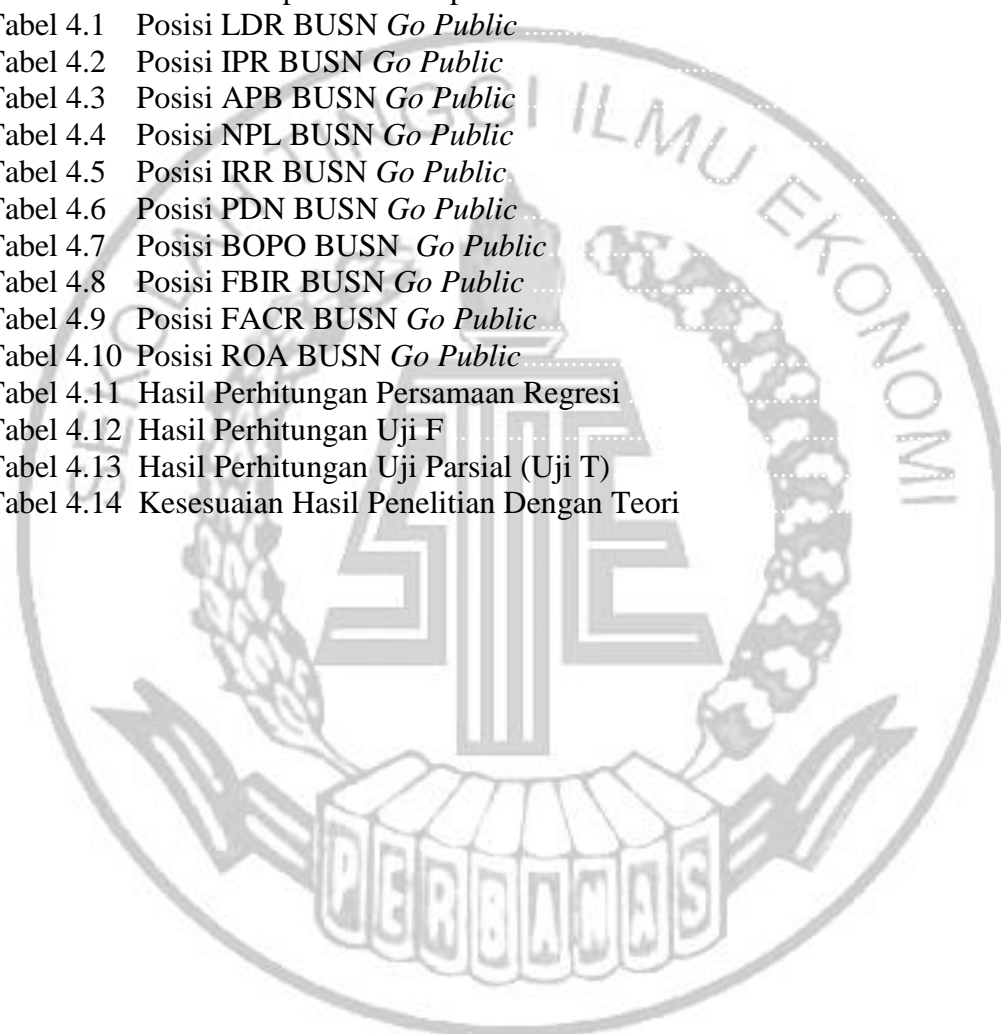 Tabel 4.1 Posisi LDR BUSN Go Public
Tabel 4.2 Posisi IPR BUSN Go Public
Tabel 4.3 Posisi APB BUSN Go Public
Tabel 4.4 Posisi NPL BUSN Go Public
Tabel 4.5 Posisi IRR BUSN Go Public
Tabel 4.6 Posisi PDN BUSN Go Public
Tabel 4.7 Posisi BOPO BUSN Go Public
Tabel 4.8 Posisi FBIR BUSN Go Public
Tabel 4.9 Posisi FACR BUSN Go Public
Tabel 4.10 Posisi ROA BUSN Go Public
Tabel 4.11 Hasil Perhitungan Persamaan Regresi
Tabel 4.12 Hasil Perhitungan Uji F
Tabel 4.13 Hasil Perhitungan Uji Parsial (Uji T)
Tabel 4.14 Kesesuaian Hasil Penelitian Dengan Teori
SEKOLAH TINGGI ILMU EKONOMI
PERBANAS